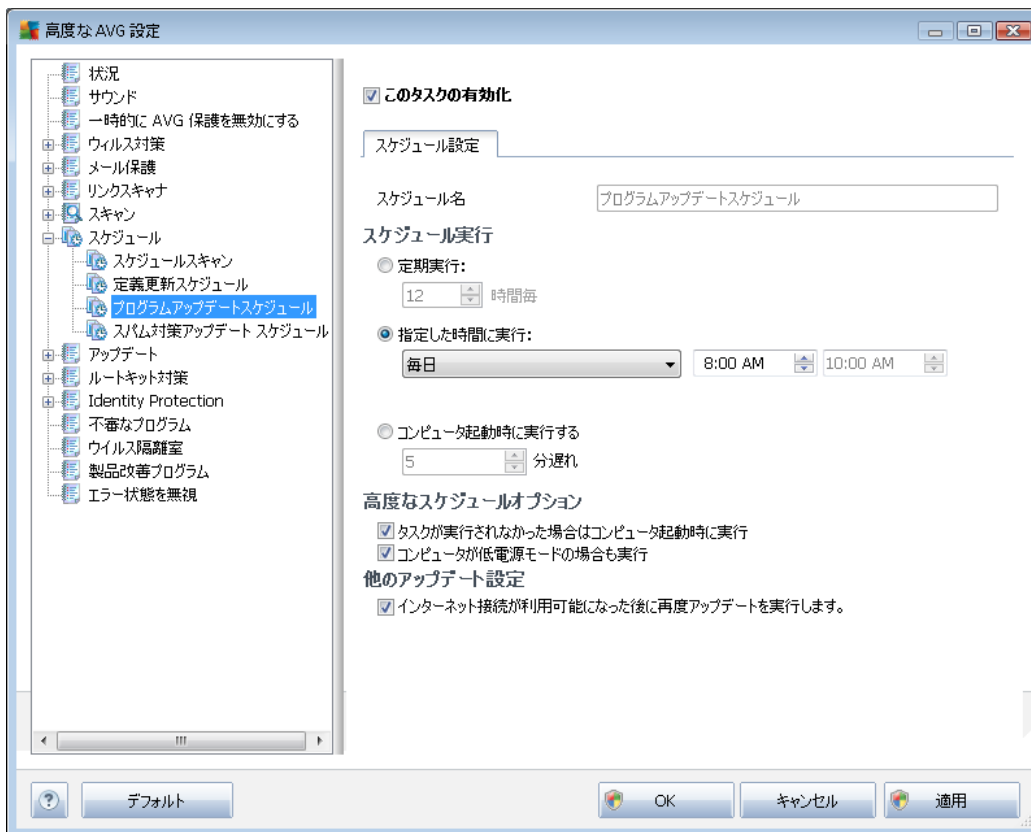 高度な AVG 設定
状況
サウンド
一時的に AVG 保護を無効にする
ウィルス対策
メール保護
リンクスキャナ
スキャン
スケジュール
スケジュールスキャン
定義更新スケジュール
プログラムアップデートスケジュール
スパム対策アップデート スケジュール
アップデート
ルートキット対策
Identity Protection
不審なプログラム
ウイルス隔離室
製品改善プログラム
エラー状態を無視
このタスクの有効化
スケジュール設定
スケジュール名 プログラムアップデートスケジュール
スケジュール実行
定期実行:
12 時間毎
指定した時間に実行:
毎日 8:00 AM 10:00 AM
コンピュータ起動時に実行する
5 分遅れ
高度なスケジュールオプション
タスクが実行されなかった場合はコンピュータ起動時に実行
コンピュータが低電源モードの場合も実行
他のアップデート設定
インターネット接続が利用可能になった後に再度アップデートを実行します。
? デフォルト OK キャンセル 適用